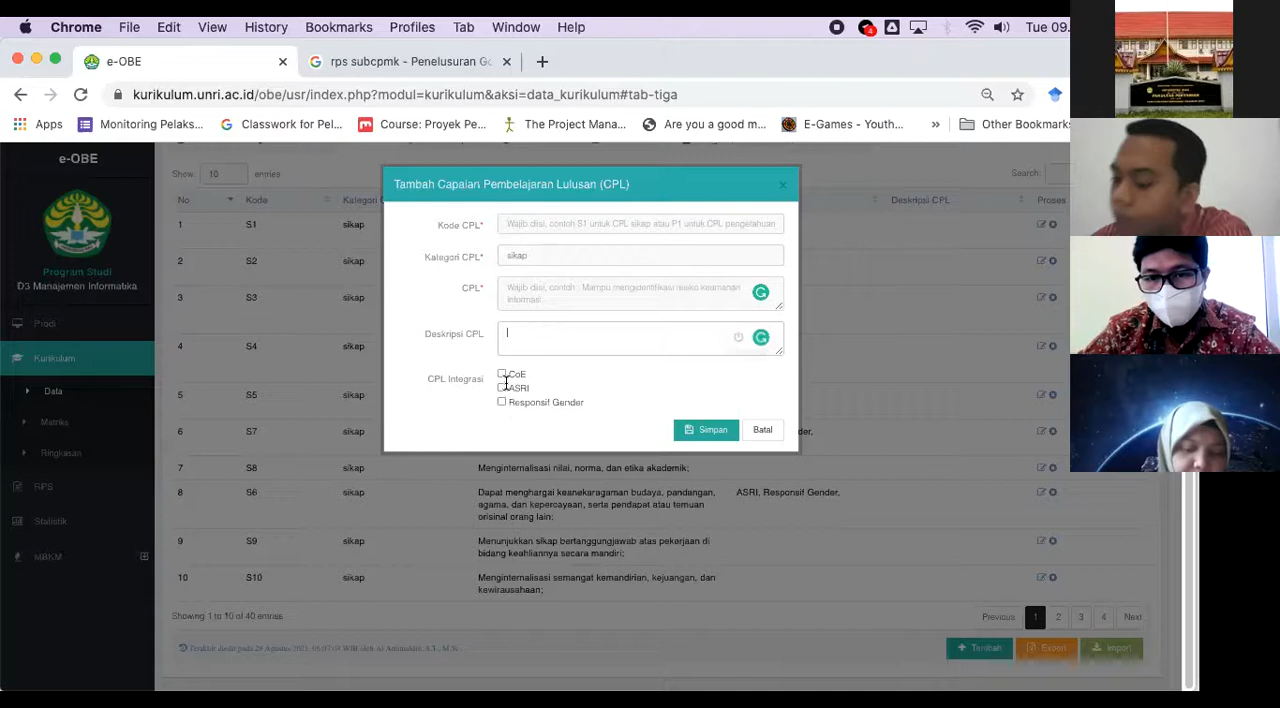 Chrome File Edit View History Bookmarks Profiles Tab Window Help 4 Tue 09.
e-OBE
rps subcpmk - Penelusuran Go
kurikulum.unri.ac.id/obe/usr/index.php?modul=kurikulum&aksi=data_kurikulum#tab-tiga
Apps Monitoring Pelaks... Classwork for Pel... Course: Proyek Pe... The Project Mana... Are you a good m... E-Games - Youth... » Other Bookmarks
e-OBE
Program Studi
D3 Manajemen Informatika
Prodi
Kurikulum
Data
Matriks
Ringkasan
RPS
Statistik
MBKM
Show 10 entries Search:
No Kode Kategori C Deskripsi CPL Proses
1 S1 sikap
2 S2 sikap
3 S3 sikap
4 S4 sikap
5 S5 sikap
6 S7 sikap
7 S8 sikap Menginternalisasi nilai, norma, dan etika akademik;
8 S6 sikap Dapat menghargai keanekaragaman budaya, pandangan, ASRI, Responsif Gender,
agama, dan kepercayaan, serta pendapat atau temuan
orisinal orang lain;
9 S9 sikap Menunjukkan sikap bertanggungjawab atas pekerjaan di
bidang keahliannya secara mandiri;
10 S10 sikap Menginternalisasi semangat kemandirian, kejuangan, dan
kewirausahaan;
Showing 1 to 10 of 40 entries Previous 1 2 3 4 Next
Tambah Export Import
Tambah Capaian Pembelajaran Lulusan (CPL) ×
Kode CPL* Wajib diisi, contoh S1 untuk CPL sikap atau P1 untuk CPL pengetahuan
Kategori CPL* sikap
CPL* Wajib diisi, contoh : Mampu mengidentifikasi resiko keamanan
informasi
Deskripsi CPL
CPL Integrasi CoE
ASRI
Responsif Gender
Simpan Batal